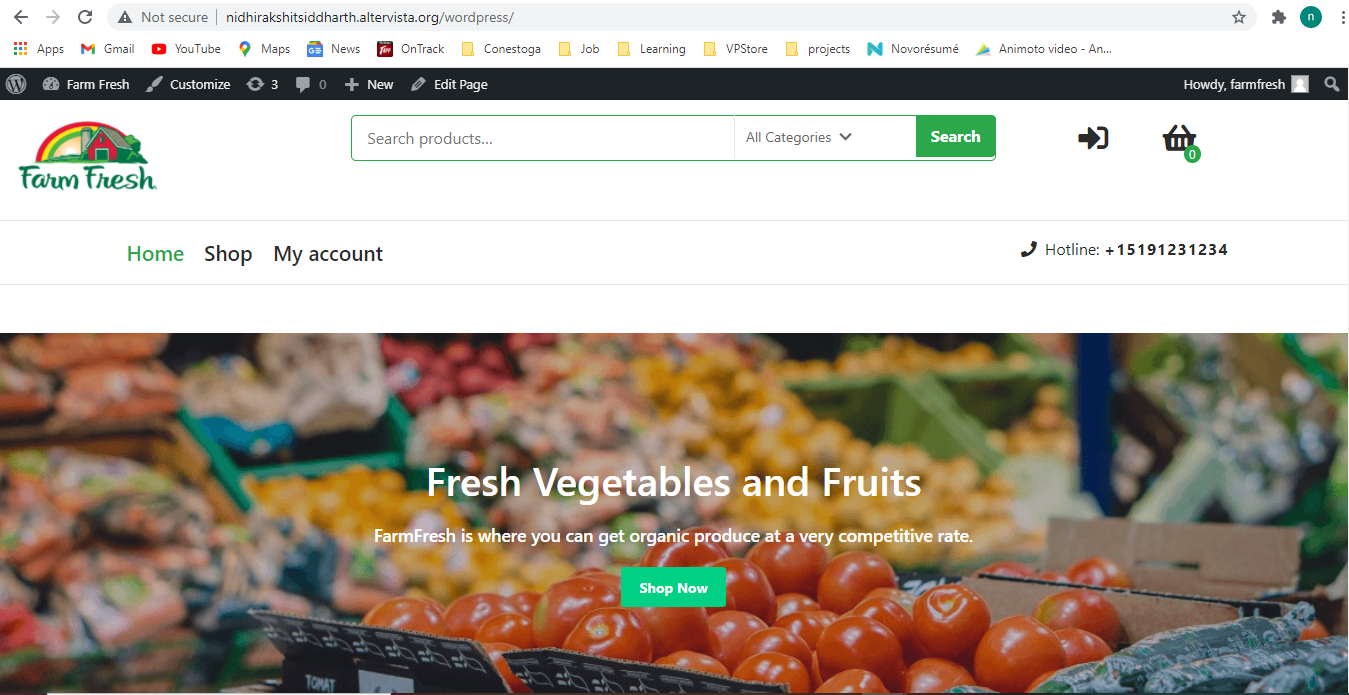 Not secure | nidhirakshitsiddharth.altervista.org/wordpress/ n
Apps Gmail YouTube Maps News OnTrack Conestoga Job Learning VPStore projects Novorésumé Animoto video - An...
Farm Fresh Customize 3 0 New Edit Page Howdy, farmfresh
Farm Fresh
Search products... All Categories Search
0
Home Shop My account Hotline: +15191231234
Fresh Vegetables and Fruits
FarmFresh is where you can get organic produce at a very competitive rate.
Shop Now
TOMAT